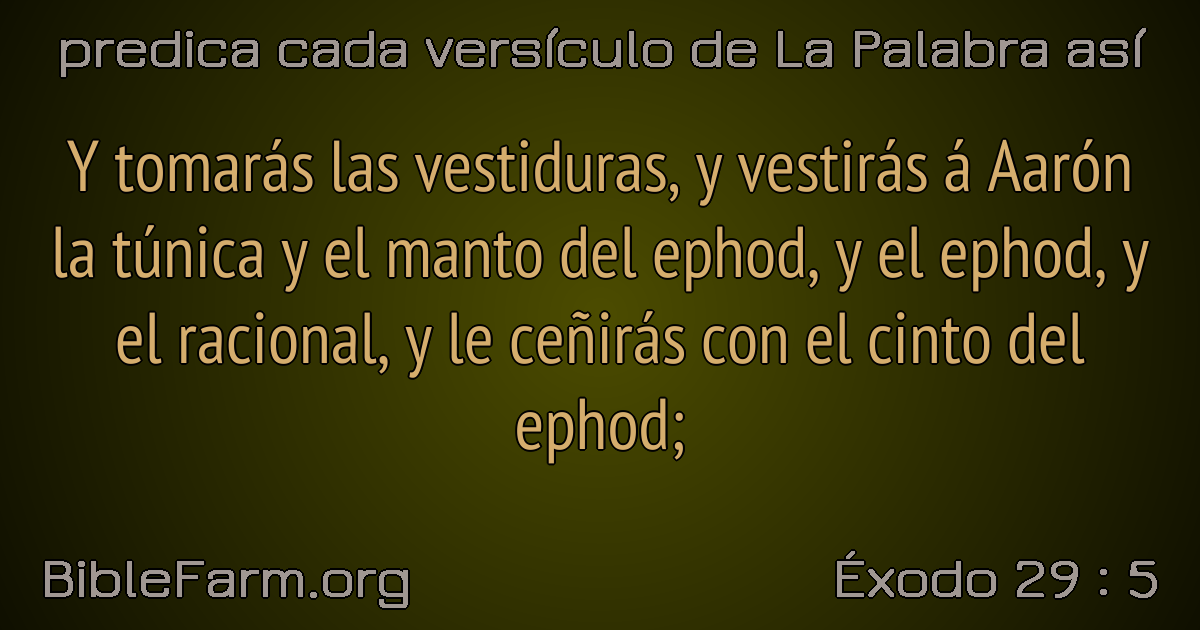 predica cada versículo de La Palabra así
Y tomarás las vestiduras, y vestirás á Aarón
la túnica y el manto del ephod, y el ephod, y
el racional, y le ceñirás con el cinto del
ephod;
BibleFarm.org
Éxodo 29 : 5